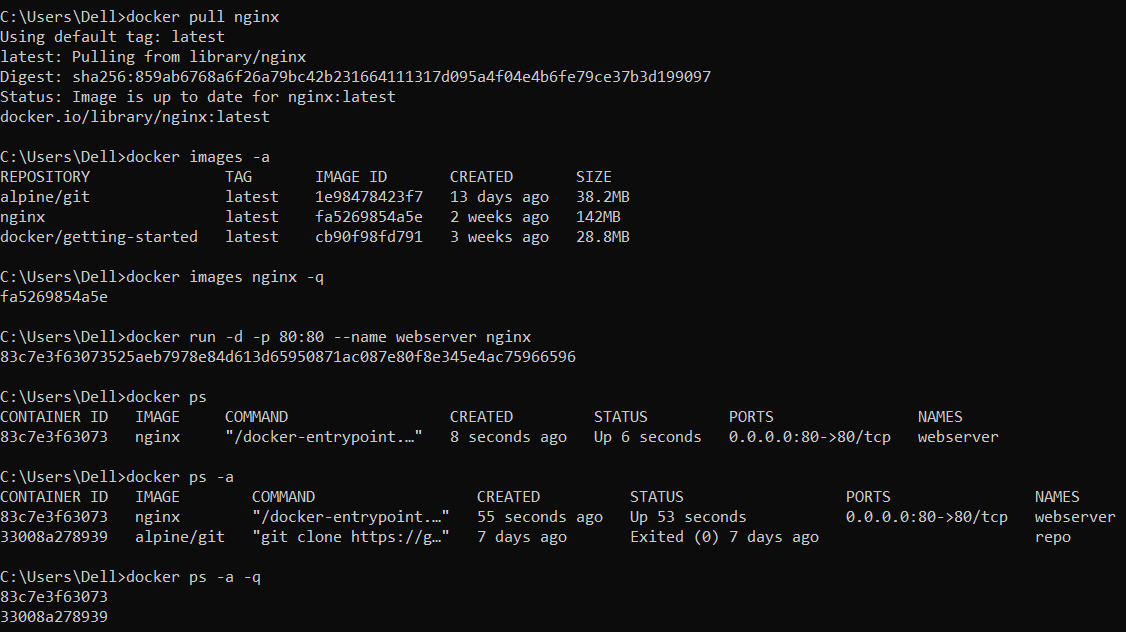 C:\Users\Dell>docker pull nginx
Using default tag: latest
latest: Pulling from library/nginx
Digest: sha256:859ab6768a6f26a79bc42b231664111317d095a4f04e4b6fe79ce37b3d199097
Status: Image is up to date for nginx:latest
docker.io/library/nginx:latest

C:\Users\Dell>docker images -a
REPOSITORY               TAG       IMAGE ID       CREATED       SIZE
alpine/git               latest    1e98478423f7   13 days ago   38.2MB
nginx                    latest    fa5269854a5e   2 weeks ago   142MB
docker/getting-started   latest    cb90f98fd791   3 weeks ago   28.8MB

C:\Users\Dell>docker images nginx -q
fa5269854a5e

C:\Users\Dell>docker run -d -p 80:80 --name webserver nginx
83c7e3f63073525aeb7978e84d613d65950871ac087e80f8e345e4ac75966596

C:\Users\Dell>docker ps
CONTAINER ID   IMAGE     COMMAND                  CREATED         STATUS         PORTS                NAMES
83c7e3f63073   nginx     "/docker-entrypoint.…"   8 seconds ago   Up 6 seconds   0.0.0.0:80->80/tcp   webserver

C:\Users\Dell>docker ps -a
CONTAINER ID   IMAGE        COMMAND                  CREATED          STATUS                  PORTS                NAMES
83c7e3f63073   nginx        "/docker-entrypoint.…"   55 seconds ago   Up 53 seconds           0.0.0.0:80->80/tcp   webserver
33008a278939   alpine/git   "git clone https://g…"   7 days ago       Exited (0) 7 days ago                        repo

C:\Users\Dell>docker ps -a -q
83c7e3f63073
33008a278939